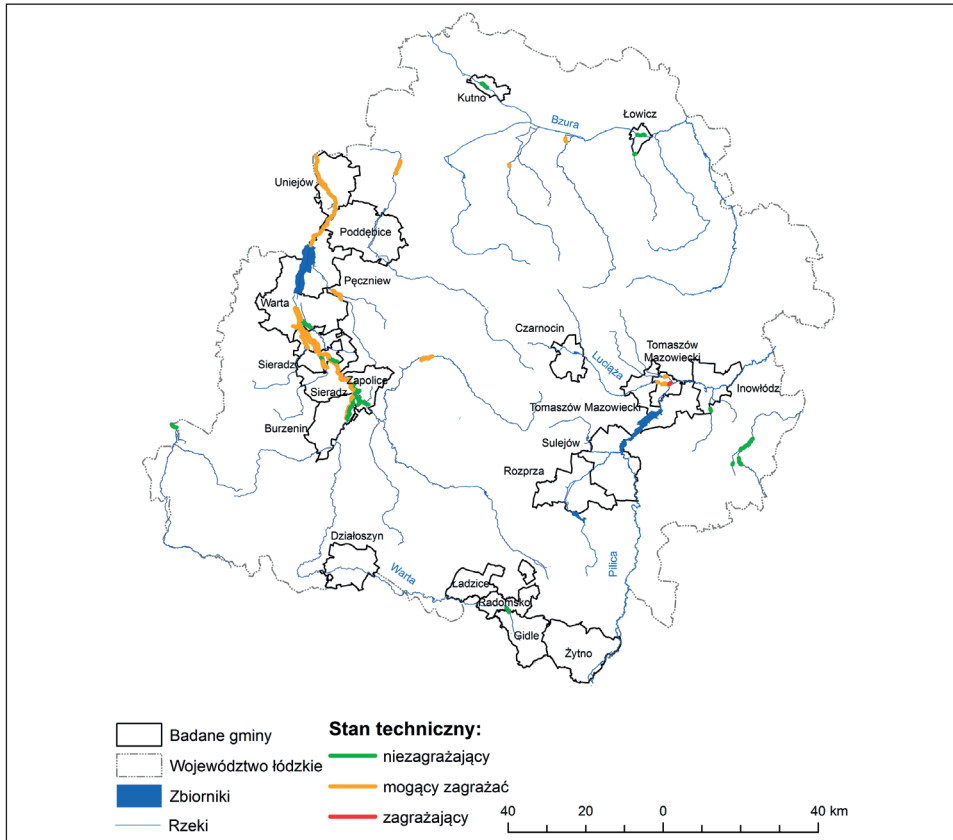 Kutno
Bzura
Łowicz
Uniejów
Poddębice
Pęczniew
Warta
Czarnocin
Luciąża
Tomaszów
Mazowiecki
Sieradz
Zapolice
Sieradz
Inowłódz
Tomaszów Mazowiecki
Burzenin
Sulejów
Rozprza
Działoszyn
Warta
Pilica
Ładzice
Radomsko
Gidle
Żytno
Badane gminy
Województwo łódzkie
Zbiorniki
Rzeki
Stan techniczny:
niezagrażający
mogący zagrażać
zagrażający
40 20 0 40 km